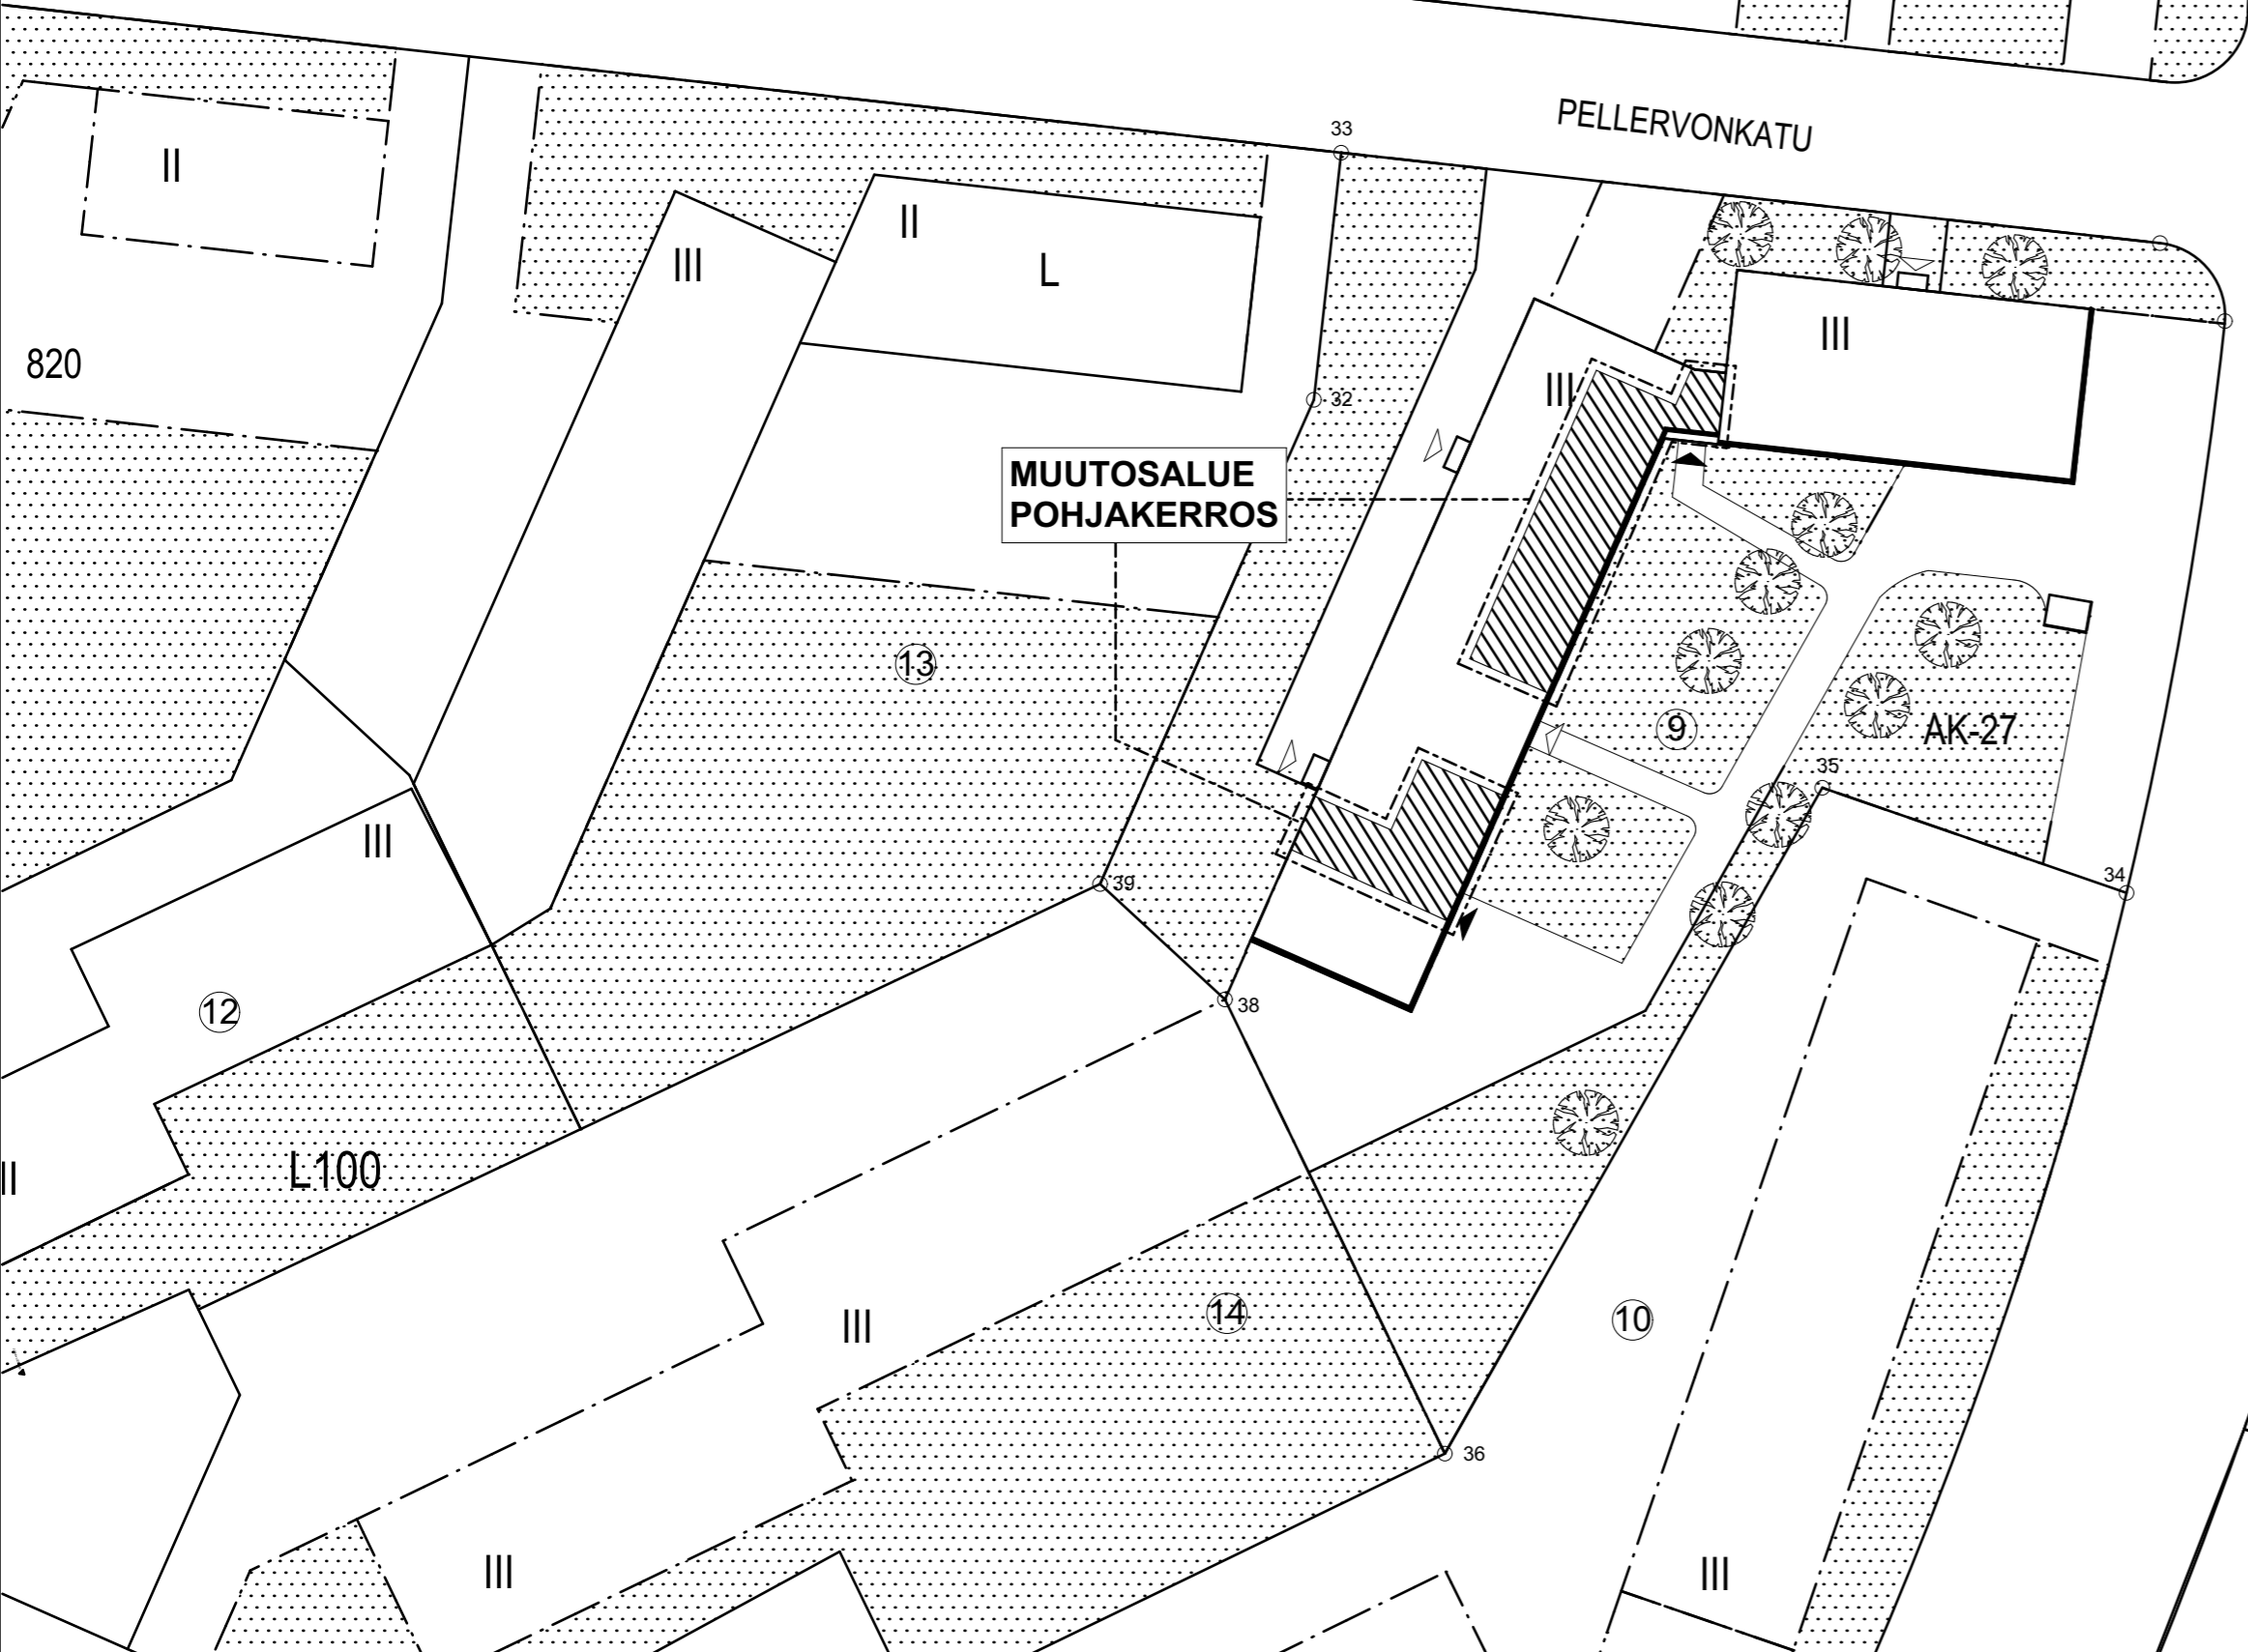 PELLERVONKATU
33
II
II
III
L
III
III
820
32
MUUTOSALUE
POHJAKERROS
13
9
AK-27
35
III
39
34
12
38
L100
II
14
10
III
36
III
III